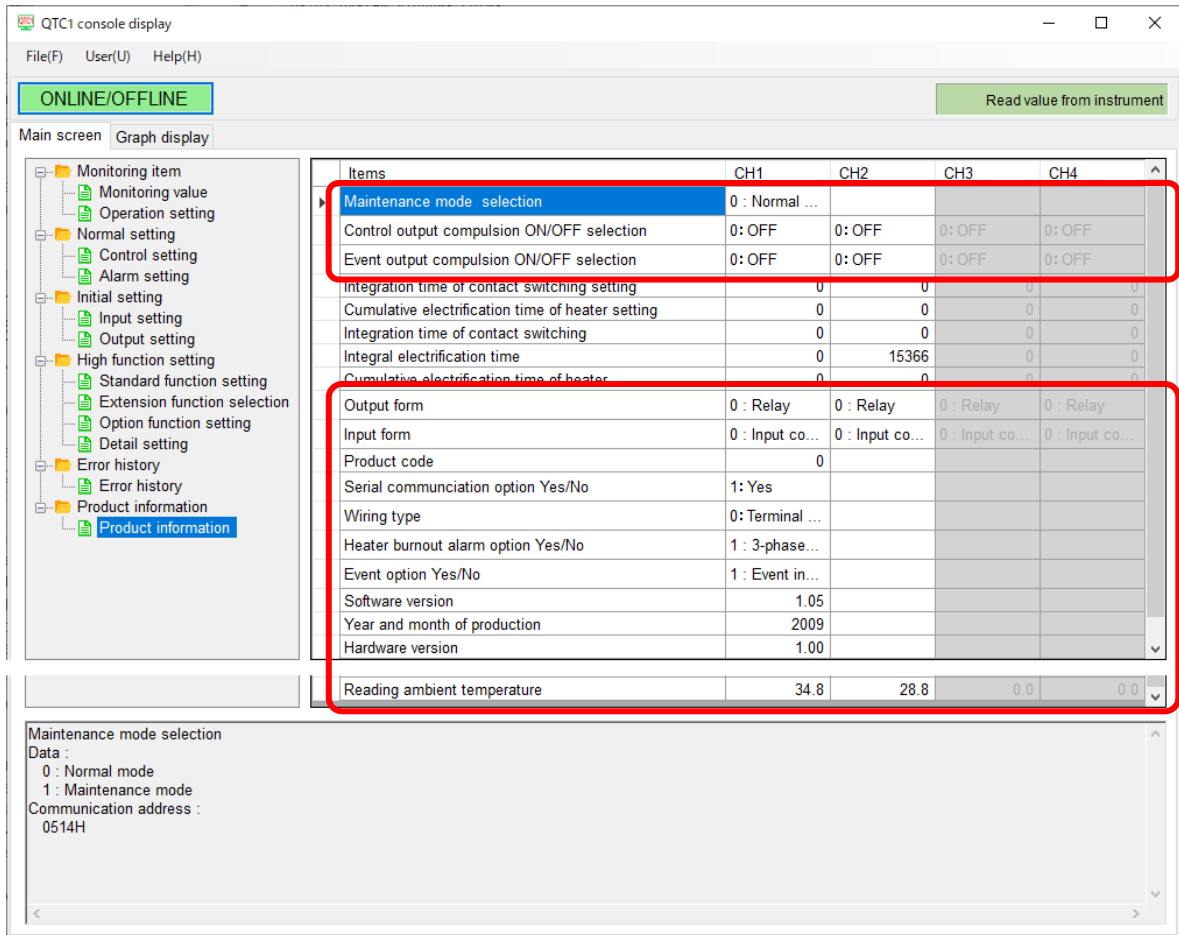 QTC1 console display
File(F) User(U) Help(H)
ONLINE/OFFLINE
Read value from instrument
Main screen Graph display
Monitoring item
Monitoring value
Operation setting
Normal setting
Control setting
Alarm setting
Initial setting
Input setting
Output setting
High function setting
Standard function setting
Extension function selection
Option function setting
Detail setting
Error history
Error history
Product information
Product information
Items CH1 CH2 CH3 CH4
Maintenance mode selection 0 : Normal ...
Control output compulsion ON/OFF selection 0: OFF 0: OFF 0: OFF 0: OFF
Event output compulsion ON/OFF selection 0: OFF 0: OFF 0: OFF 0: OFF
Integration time of contact switching setting 0 0 0 0
Cumulative electrification time of heater setting 0 0 0 0
Integration time of contact switching 0 0 0 0
Integral electrification time 0 15366 0 0
Cumulative electrification time of heater 0 0 0 0
Output form 0 : Relay 0 : Relay 0 : Relay 0 : Relay
Input form 0 : Input co... 0 : Input co... 0 : Input co... 0 : Input co...
Product code 0
Serial communciation option Yes/No 1: Yes
Wiring type 0: Terminal ...
Heater burnout alarm option Yes/No 1 : 3-phase...
Event option Yes/No 1 : Event in...
Software version 1.05
Year and month of production 2009
Hardware version 1.00
Reading ambient temperature 34.8 28.8 0.0 0.0
Maintenance mode selection
Data :
0 : Normal mode
1 : Maintenance mode
Communication address :
0514H